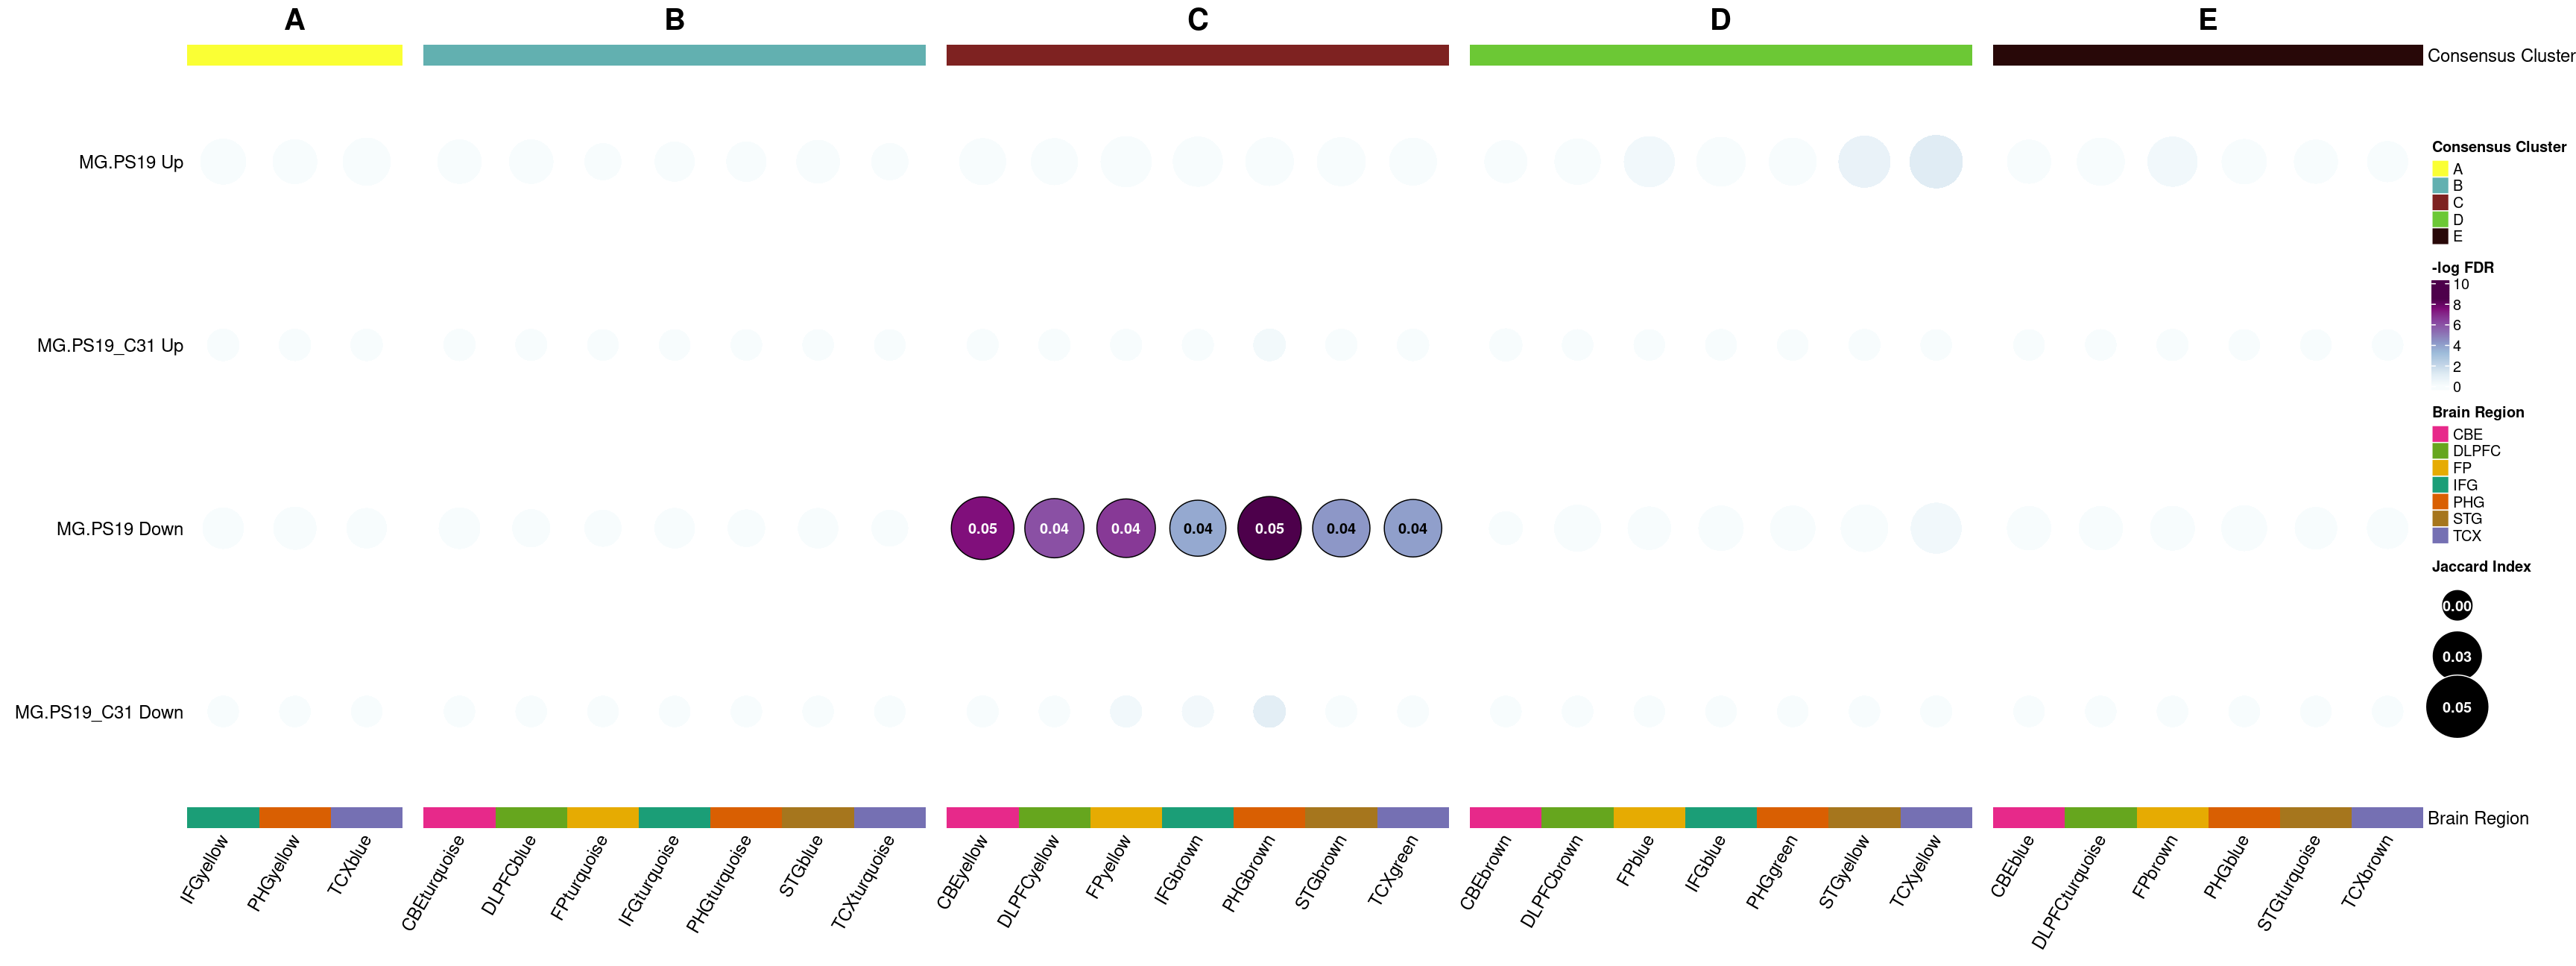 A B C D E
Consensus Cluster
MG.PS19 Up
MG.PS19_C31 Up
MG.PS19 Down
0.05 0.04 0.04 0.04 0.05 0.04 0.04
MG.PS19_C31 Down
Brain Region
IFGyellow
PHGyellow
TCXblue
CBEturquoise
DLPFCblue
FPturquoise
IFGturquoise
PHGturquoise
STGblue
TCXturquoise
CBEyellow
DLPFCyellow
FPyellow
IFGbrown
PHGbrown
STGbrown
TCXgreen
CBEbrown
DLPFCbrown
FPblue
IFGblue
PHGgreen
STGyellow
TCXyellow
CBEblue
DLPFCturquoise
FPbrown
PHGblue
STGturquoise
TCXbrown
Consensus Cluster
A
B
C
D
E
-log FDR
10
8
6
4
2
0
Brain Region
CBE
DLPFC
FP
IFG
PHG
STG
TCX
Jaccard Index
0.00
0.03
0.05